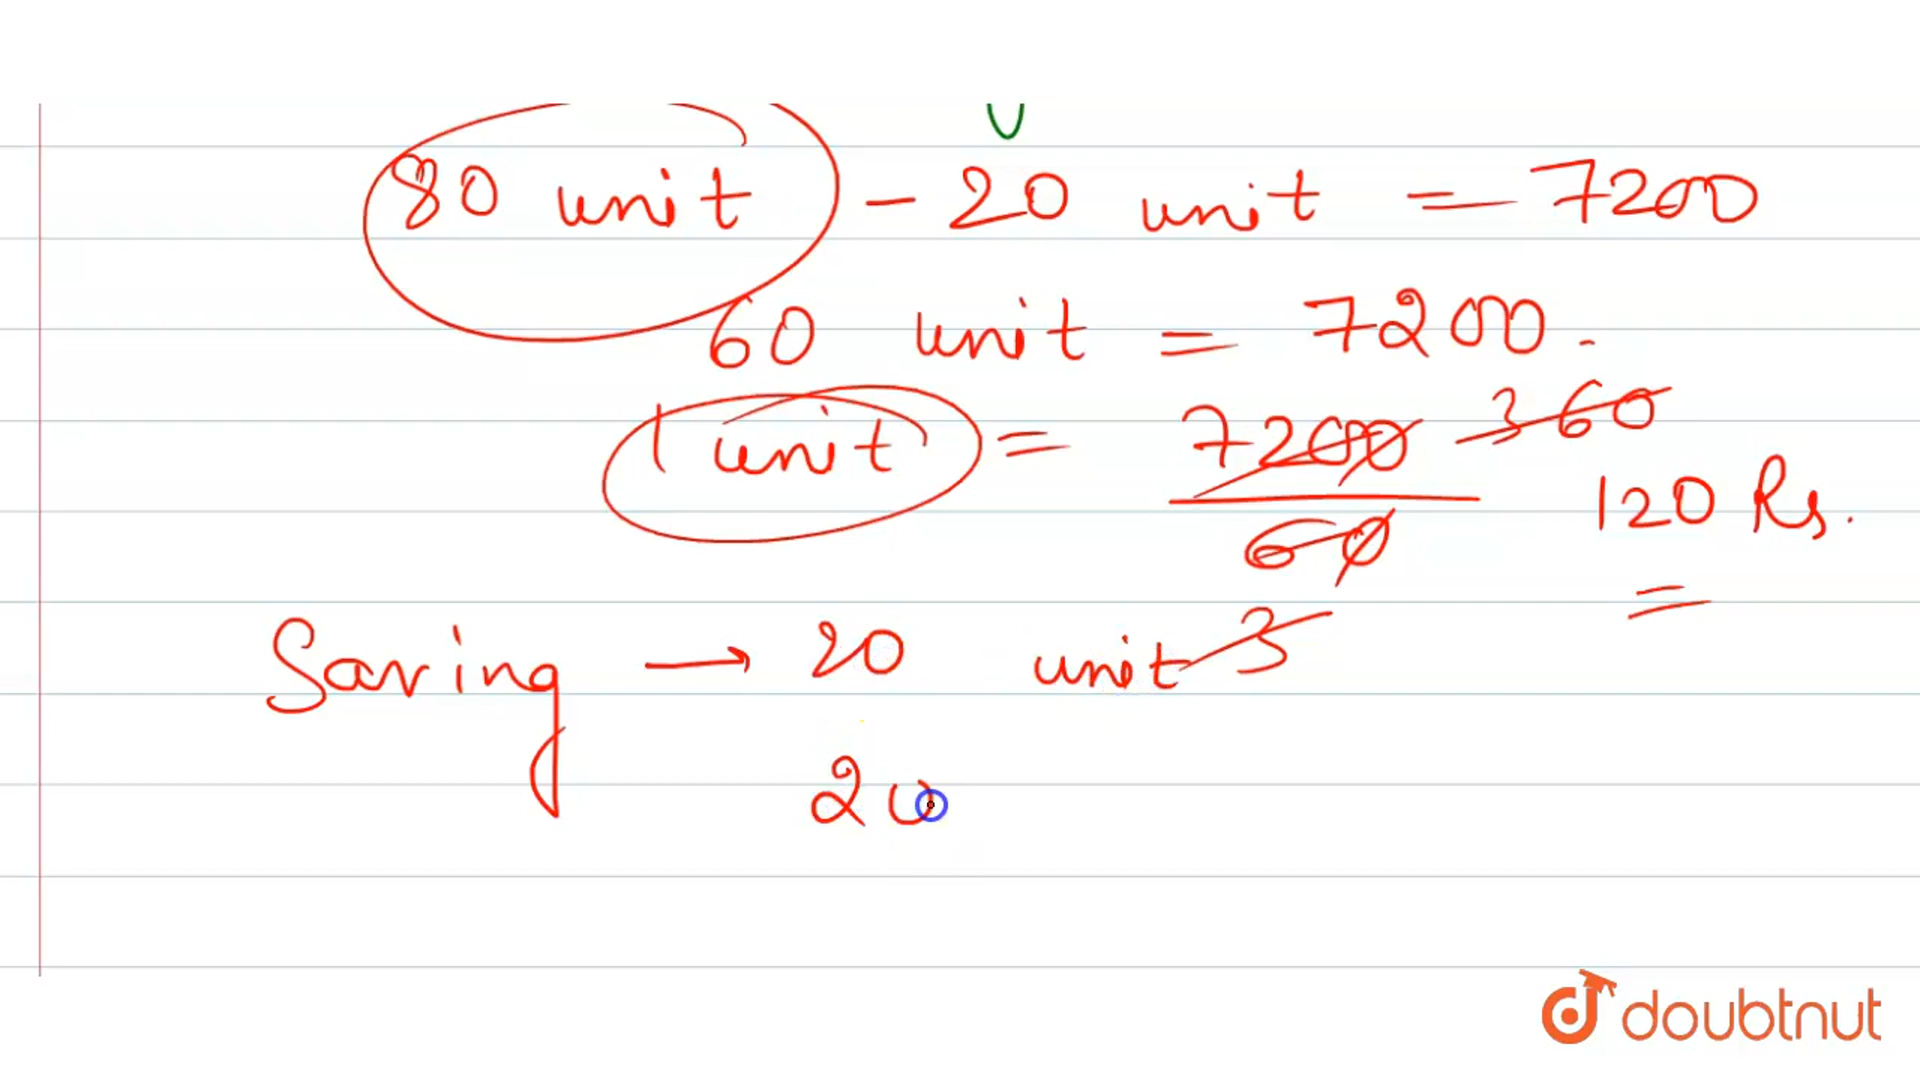 80 unit - 20 unit = 7200
60 unit = 7200.
1 unit = 7200 360
60 120 Rs.
3
Saving → 20 unit
20
doubtnut